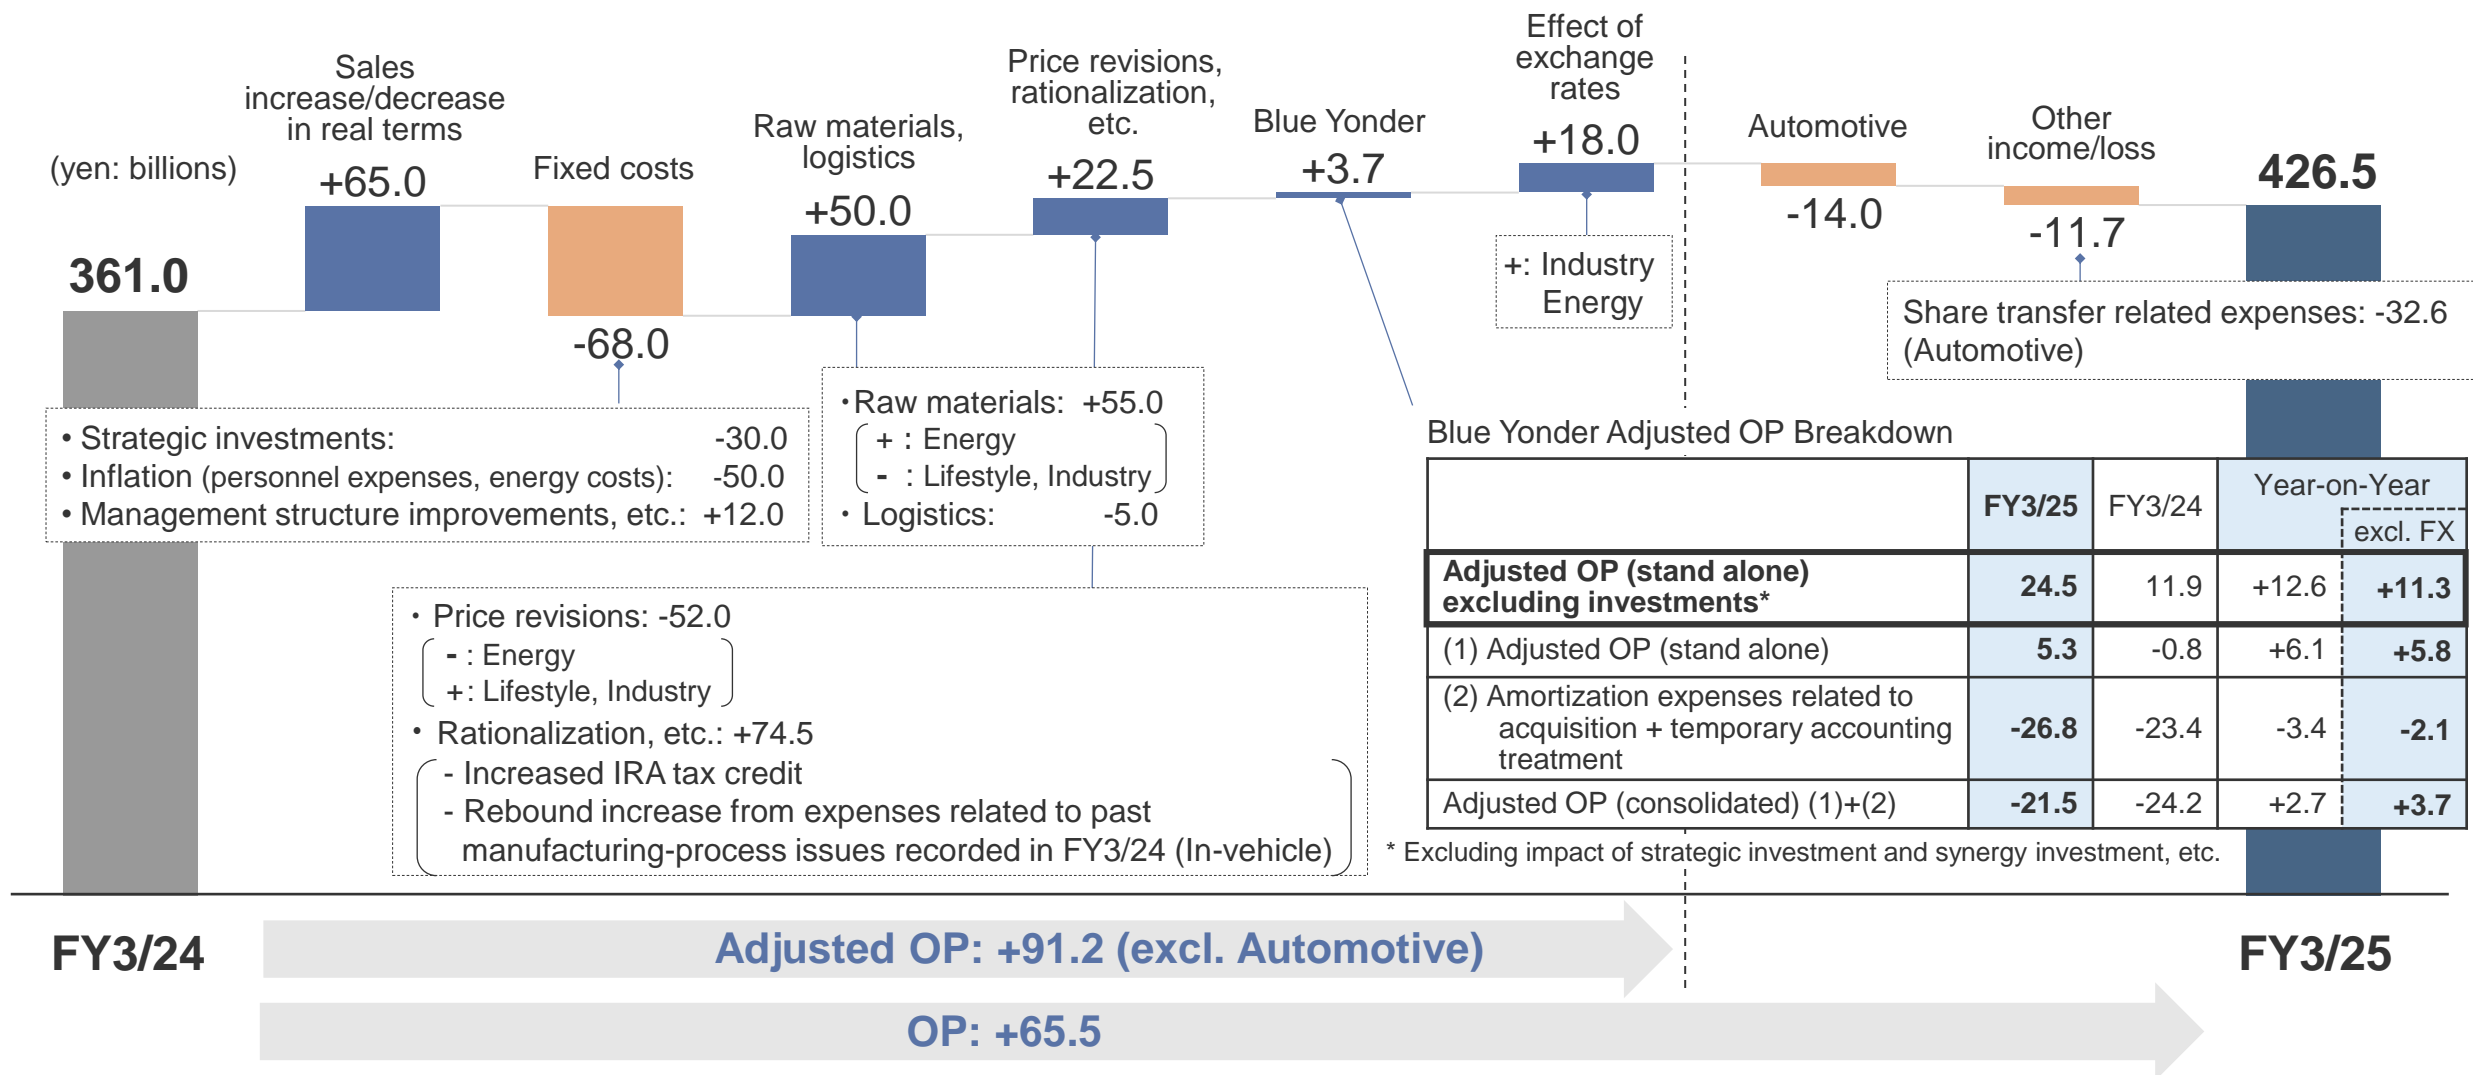 (yen: billions)
361.0
Sales
increase/decrease
in real terms
+65.0
Fixed costs
-68.0
Raw materials,
logistics
+50.0
Price revisions,
rationalization,
etc.
+22.5
Blue Yonder
+3.7
Effect of
exchange
rates
+18.0
Automotive
-14.0
Other
income/loss
-11.7
426.5
+: Industry
Energy
Share transfer related expenses: -32.6
(Automotive)
• Strategic investments: -30.0
• Inflation (personnel expenses, energy costs): -50.0
• Management structure improvements, etc.: +12.0
・Raw materials: +55.0
+ : Energy
- : Lifestyle, Industry
・Logistics: -5.0
・Price revisions: -52.0
- : Energy
+: Lifestyle, Industry
・Rationalization, etc.: +74.5
- Increased IRA tax credit
- Rebound increase from expenses related to past
manufacturing-process issues recorded in FY3/24 (In-vehicle)
Blue Yonder Adjusted OP Breakdown
FY3/25 FY3/24 Year-on-Year
excl. FX
Adjusted OP (stand alone)
excluding investments* 24.5 11.9 +12.6 +11.3
(1) Adjusted OP (stand alone) 5.3 -0.8 +6.1 +5.8
(2) Amortization expenses related to
acquisition + temporary accounting
treatment -26.8 -23.4 -3.4 -2.1
Adjusted OP (consolidated) (1)+(2) -21.5 -24.2 +2.7 +3.7
* Excluding impact of strategic investment and synergy investment, etc.
FY3/24
Adjusted OP: +91.2 (excl. Automotive)
FY3/25
OP: +65.5